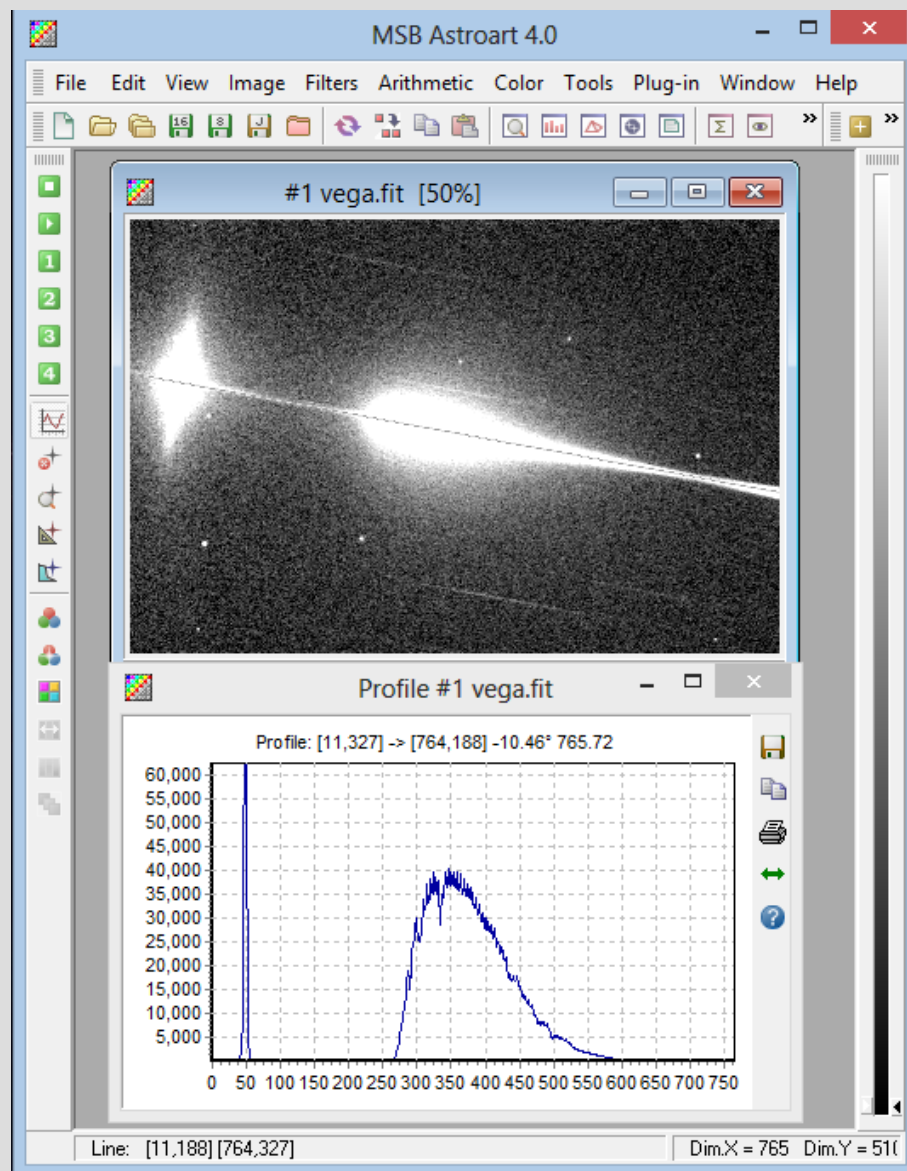 MSB Astroart 4.0
File Edit View Image Filters Arithmetic Color Tools Plug-in Window Help
16 8 J Σ » + »
#1 vega.fit [50%]
1
2
3
4
Profile #1 vega.fit
Profile: [11,327] -> [764,188] -10.46° 765.72
60,000
55,000
50,000
45,000
40,000
35,000
30,000
25,000
20,000
15,000
10,000
5,000
0 50 100 150 200 250 300 350 400 450 500 550 600 650 700 750
?
Line: [11,188] [764,327] Dim.X = 765 Dim.Y = 51